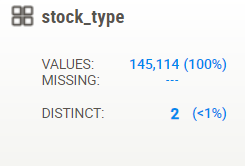 stock_type
VALUES: 145,114 (100%)
MISSING: ---
DISTINCT: 2 (<1%)